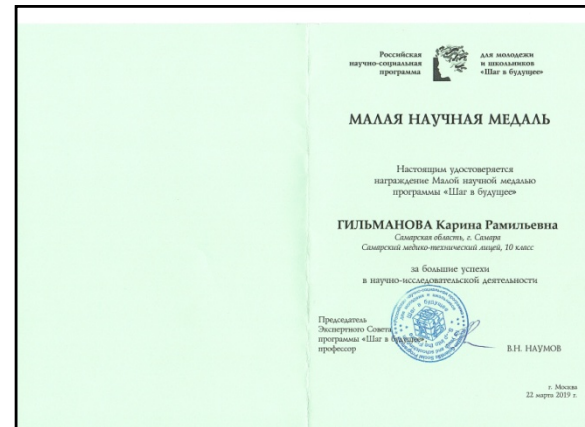 Российская
научно-социальная
программа
для молодежи
и школьников
«Шаг в будущее»
МАЛАЯ НАУЧНАЯ МЕДАЛЬ
Настоящим удостоверяется
награждение Малой научной медалью
программы «Шаг в будущее»
ГИЛЬМАНОВА Карина Рамильевна
Самарская область, г. Самара
Самарский медико-технический лицей, 10 класс
за большие успехи
в научно-исследовательской деятельности
Председатель
Экспертного Совета
программы «Шаг в будущее»,
профессор
В.Н. НАУМОВ
г. Москва
22 марта 2019 г.